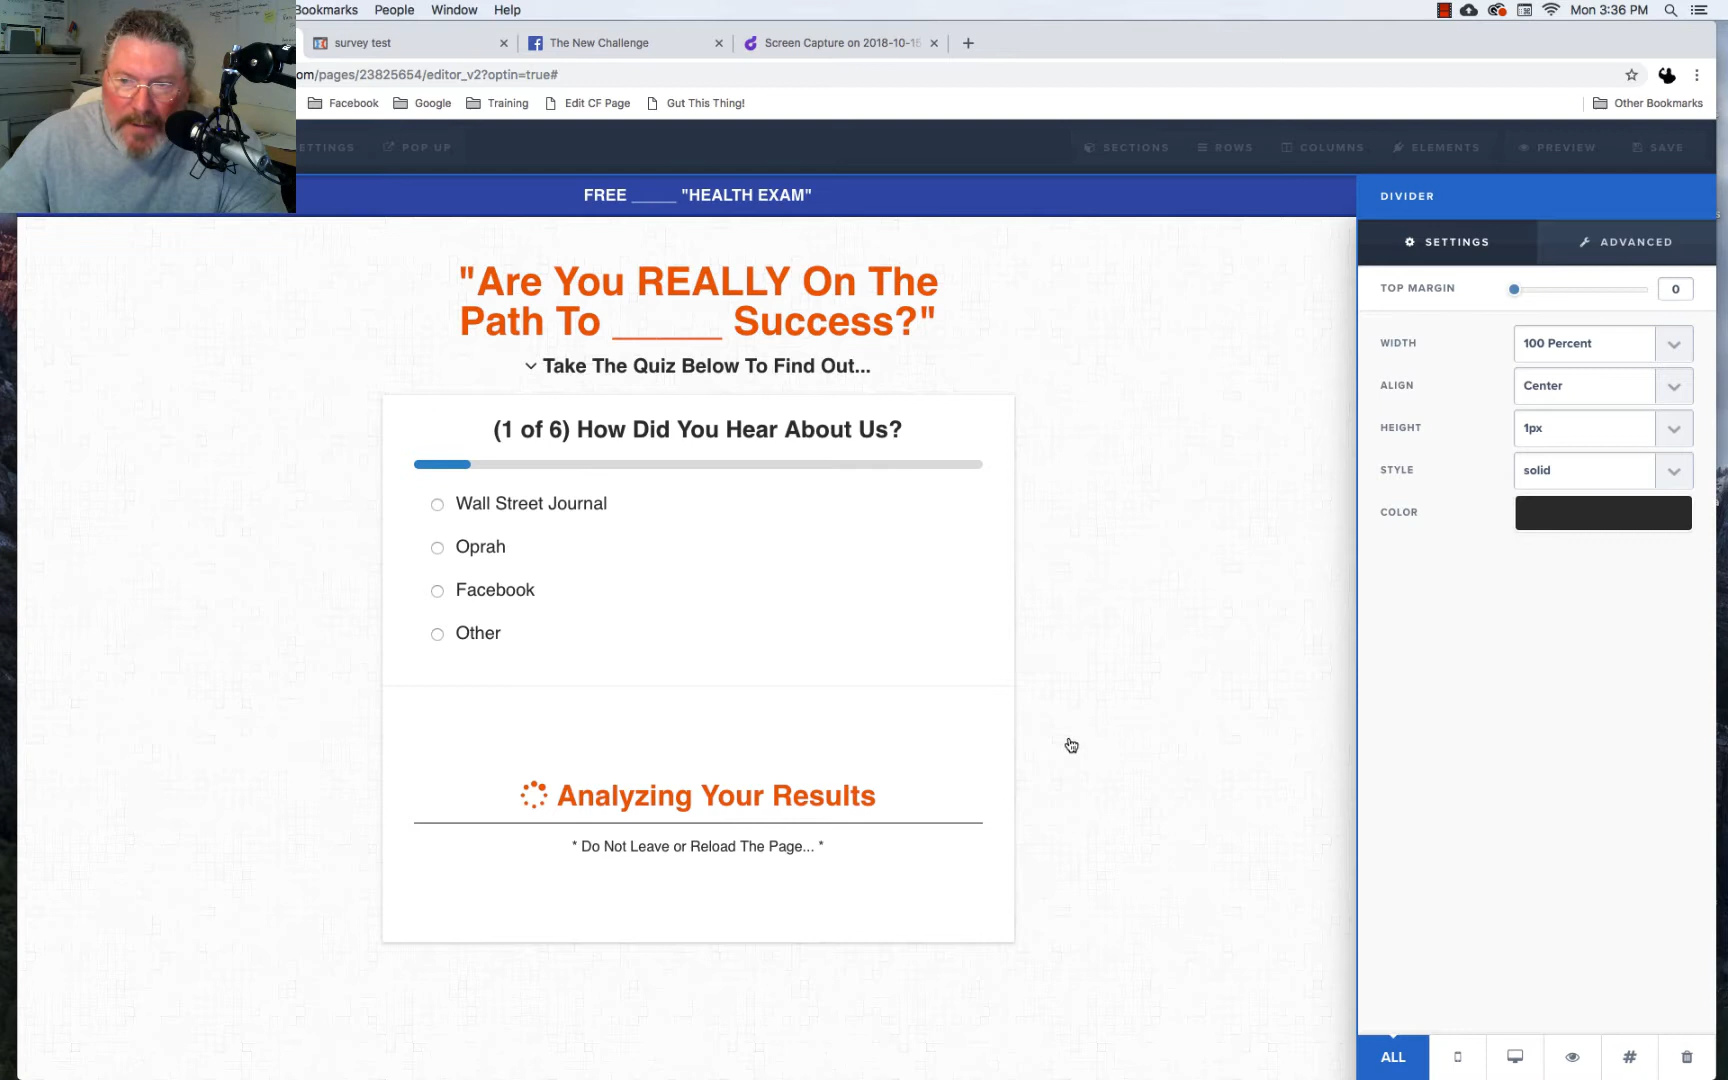 Bookmarks People Window Help Mon 3:36 PM
survey test The New Challenge Screen Capture on 2018-10-15
om/pages/23825654/editor_v2?optin=true#
Facebook Google Training Edit CF Page Gut This Thing! Other Bookmarks
ETTINGS POP UP SECTIONS ROWS COLUMNS ELEMENTS PREVIEW SAVE
FREE _____ "HEALTH EXAM"
"Are You REALLY On The
Path To _____ Success?"
Take The Quiz Below To Find Out...
(1 of 6) How Did You Hear About Us?
Wall Street Journal
Oprah
Facebook
Other
Analyzing Your Results
* Do Not Leave or Reload The Page... *
DIVIDER
SETTINGS ADVANCED
TOP MARGIN 0
WIDTH 100 Percent
ALIGN Center
HEIGHT 1px
STYLE solid
COLOR
ALL #